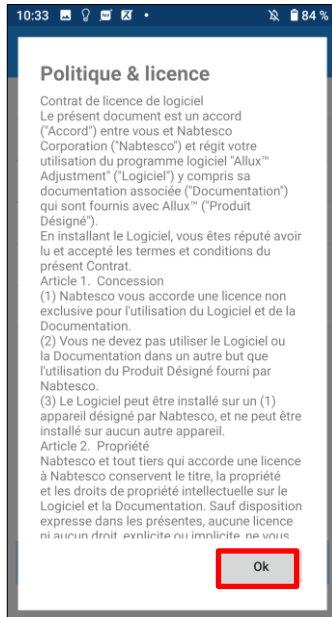 10:33
84 %
Politique & licence
Contrat de licence de logiciel
Le présent document est un accord
("Accord") entre vous et Nabtesco
Corporation ("Nabtesco") et régit votre
utilisation du programme logiciel "Allux™
Adjustment" ("Logiciel") y compris sa
documentation associée ("Documentation")
qui sont fournis avec Allux™ ("Produit
Désigné").
En installant le Logiciel, vous êtes réputé avoir
lu et accepté les termes et conditions du
présent Contrat.
Article 1.  Concession
(1) Nabtesco vous accorde une licence non
exclusive pour l'utilisation du Logiciel et de la
Documentation.
(2) Vous ne devez pas utiliser le Logiciel ou
la Documentation dans un autre but que
l'utilisation du Produit Désigné fourni par
Nabtesco.
(3) Le Logiciel peut être installé sur un (1)
appareil désigné par Nabtesco, et ne peut être
installé sur aucun autre appareil.
Article 2.  Propriété
Nabtesco et tout tiers qui accorde une licence
à Nabtesco conservent le titre, la propriété
et les droits de propriété intellectuelle sur le
Logiciel et la Documentation. Sauf disposition
expresse dans les présentes, aucune licence
ni aucun droit, explicite ou implicite, ne vous
Ok